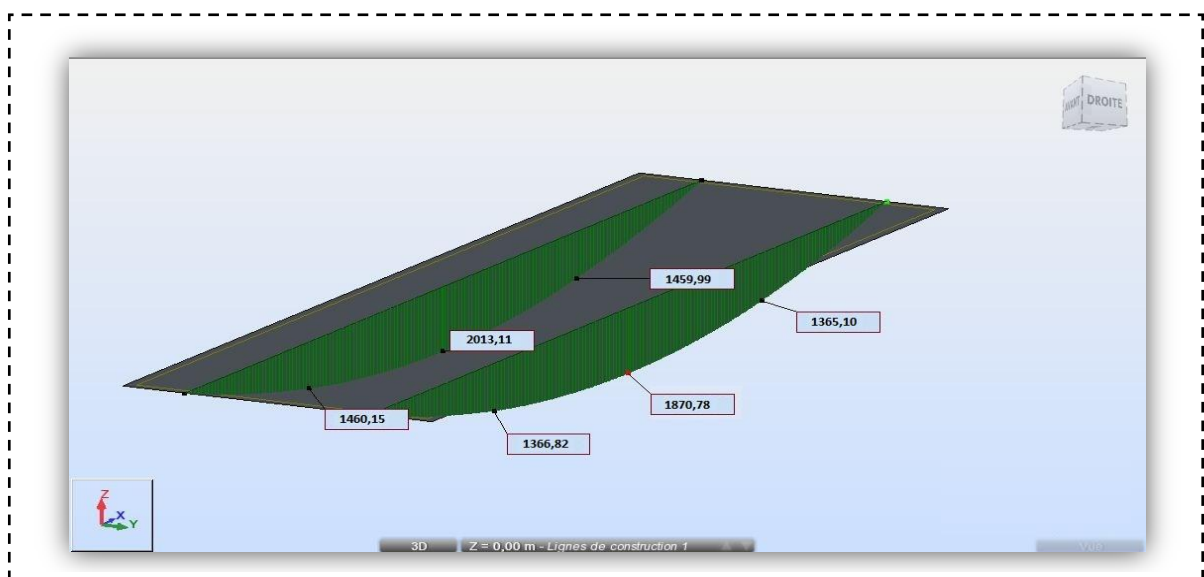 DROITE
1459,99
1365,10
2013,11
1870,78
1460,15
1366,82
Z
X
Y
3D Z = 0,00 m - Lignes de construction 1 Vue